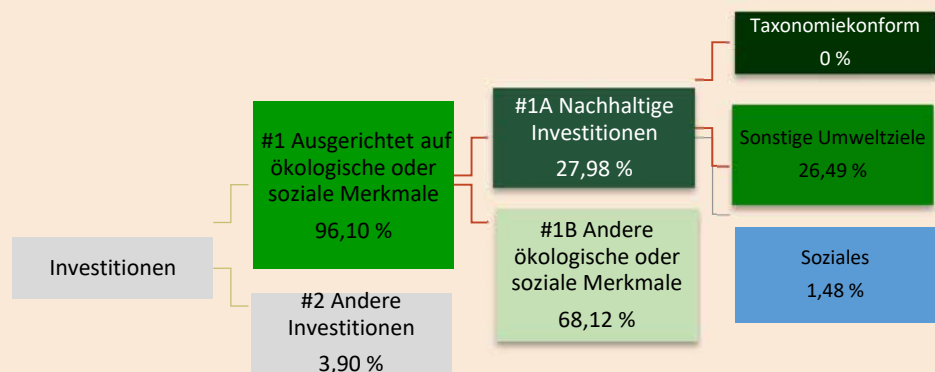 Investitionen
#1 Ausgerichtet auf
ökologische oder
soziale Merkmale
96,10 %
#2 Andere
Investitionen
3,90 %
#1A Nachhaltige
Investitionen
27,98 %
#1B Andere
ökologische oder
soziale Merkmale
68,12 %
Taxonomiekonform
0 %
Sonstige Umweltziele
26,49 %
Soziales
1,48 %